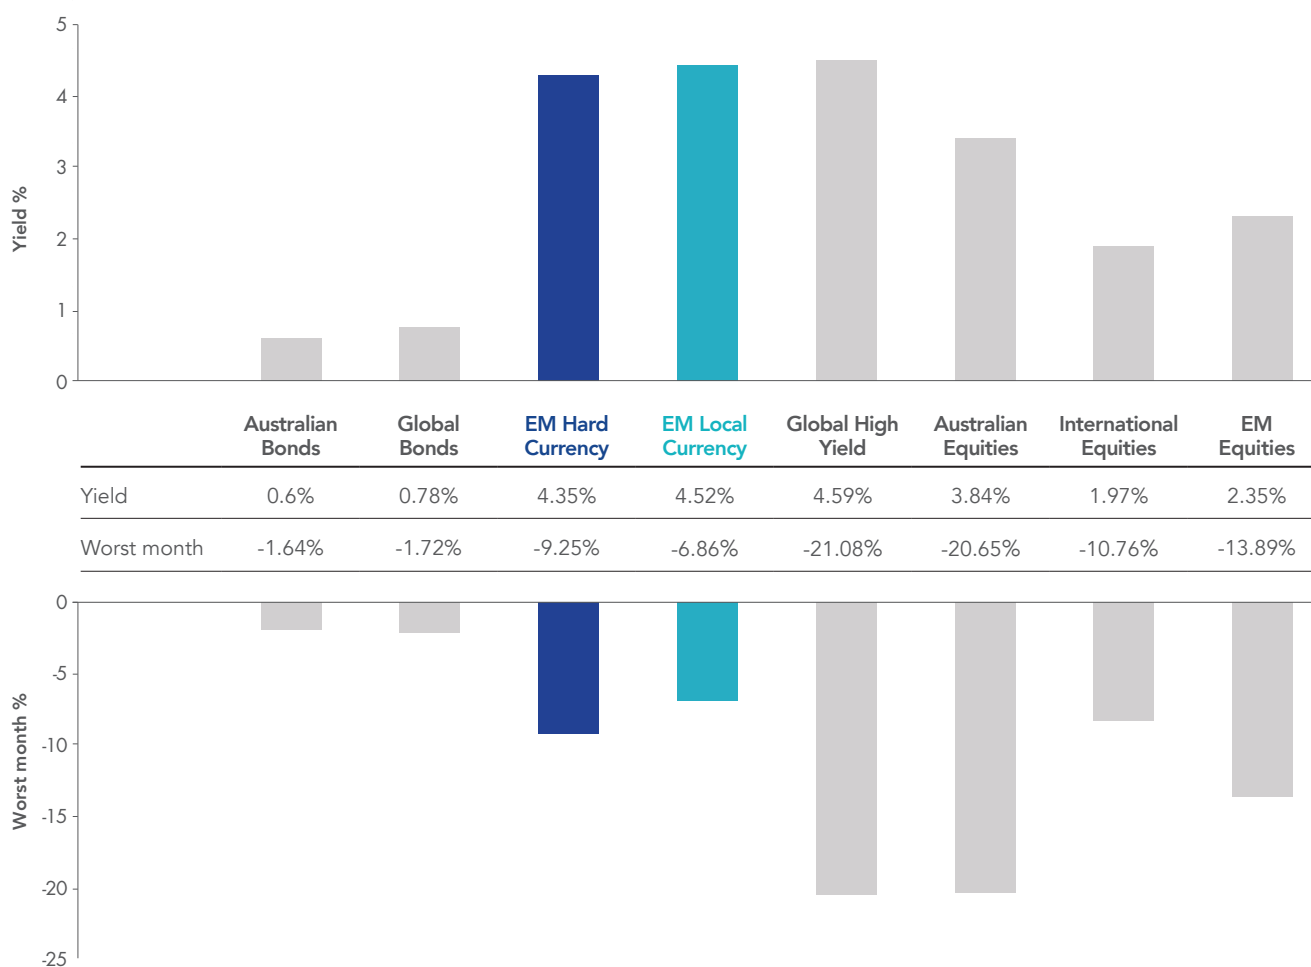 5
4
3
2
1
0
Yield %
Australian Bonds
Global Bonds
EM Hard Currency
EM Local Currency
Global High Yield
Australian Equities
International Equities
EM Equities
Yield 0.6% 0.78% 4.35% 4.52% 4.59% 3.84% 1.97% 2.35%
Worst month -1.64% -1.72% -9.25% -6.86% -21.08% -20.65% -10.76% -13.89%
0
-5
-10
-15
-20
-25
Worst month %